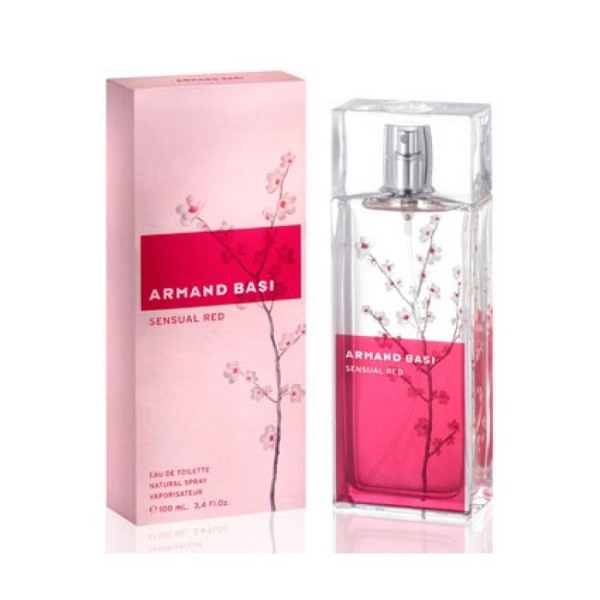 ARMAND BASI
ARMAND BASI
SENSUAL RED
EAU DE TOILETTE
NATURAL SPRAY
VAPORISATEUR
℮ 100 mL. 3,4 Fl.Oz.
ARMAND BASI
SENSUAL RED